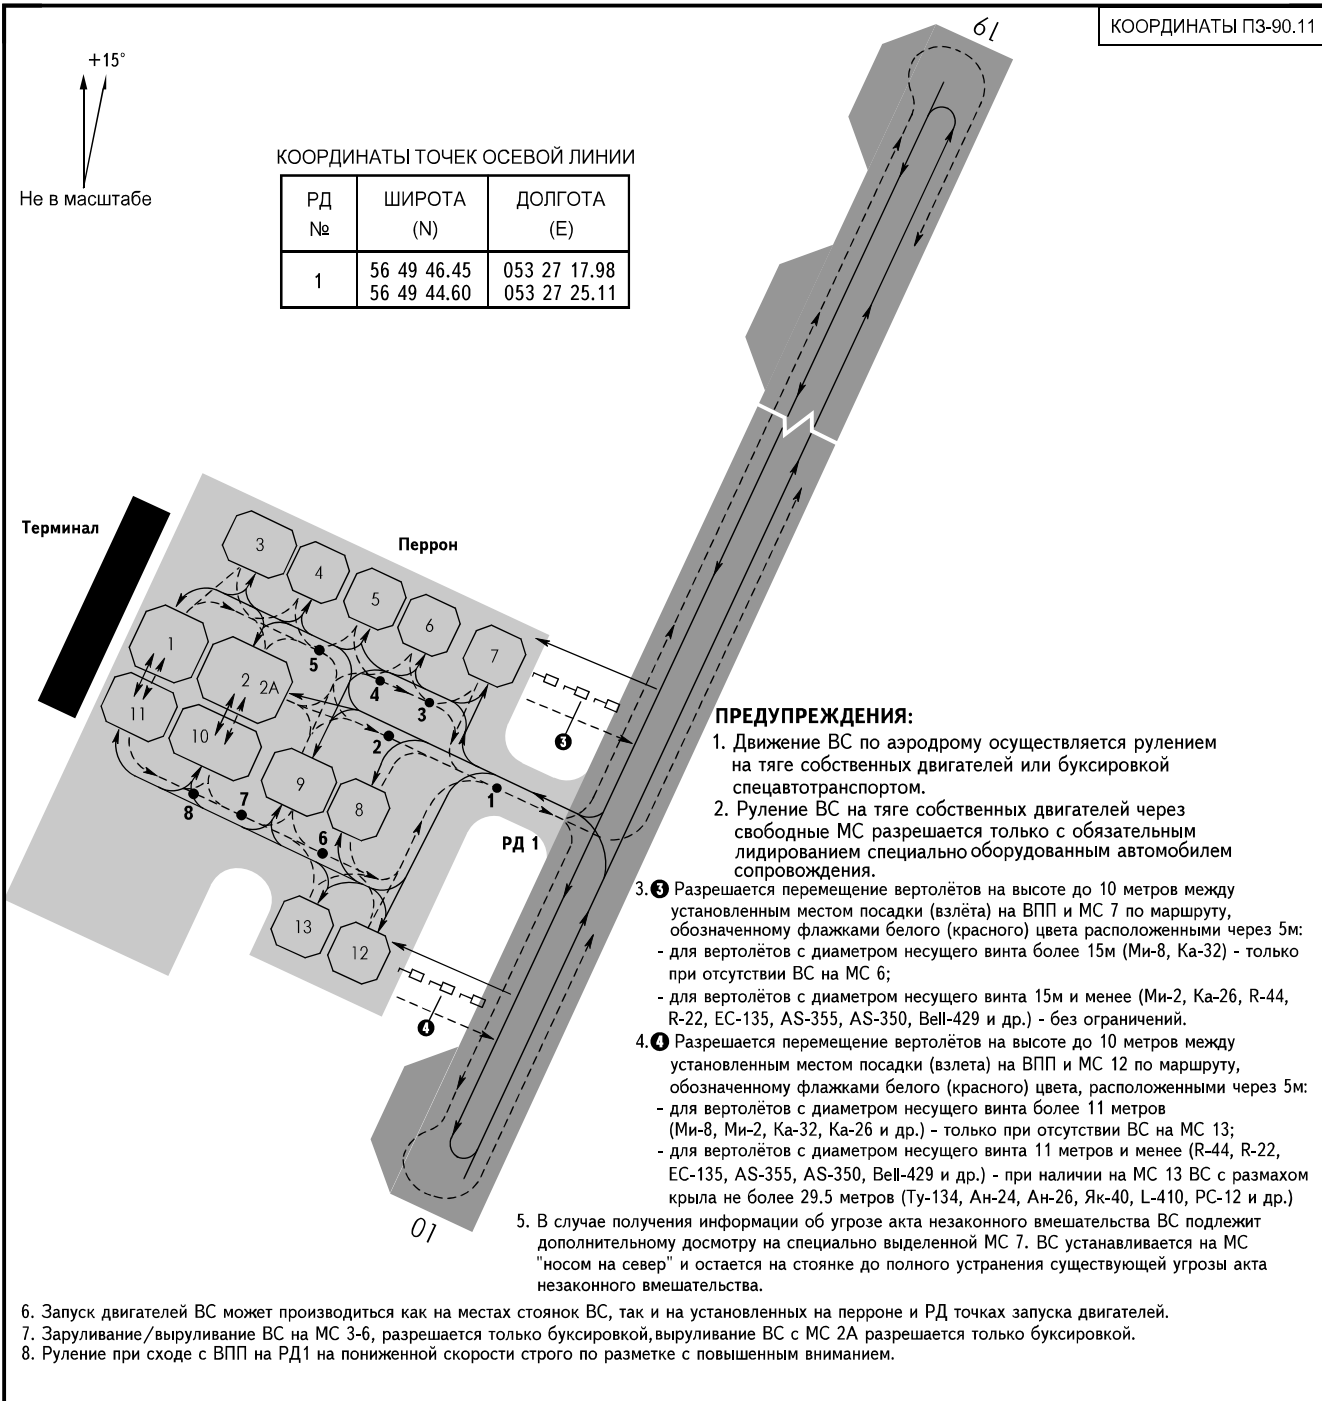 КООРДИНАТЫ ПЗ-90.11
19
+15°
Не в масштабе
КООРДИНАТЫ ТОЧЕК ОСЕВОЙ ЛИНИИ
РД № ШИРОТА (N) ДОЛГОТА (E)
1 56 49 46.45 053 27 17.98
56 49 44.60 053 27 25.11
Терминал
Перрон
3
4
5
6
7
1
2
2А
11
10
9
8
13
12
5
4
3
2
1
8
7
6
РД 1
3
4
01
ПРЕДУПРЕЖДЕНИЯ:
1. Движение ВС по аэродрому осуществляется рулением
на тяге собственных двигателей или буксировкой
спецавтотранспортом.
2. Руление ВС на тяге собственных двигателей через
свободные МС разрешается только с обязательным
лидированием специально оборудованным автомобилем
сопровождения.
3. 3 Разрешается перемещение вертолётов на высоте до 10 метров между
установленным местом посадки (взлёта) на ВПП и МС 7 по маршруту,
обозначенному флажками белого (красного) цвета расположенными через 5м:
- для вертолётов с диаметром несущего винта более 15м (Ми-8, Ка-32) - только
при отсутствии ВС на МС 6;
- для вертолётов с диаметром несущего винта 15м и менее (Ми-2, Ка-26, R-44,
R-22, EC-135, AS-355, AS-350, Bell-429 и др.) - без ограничений.
4. 4 Разрешается перемещение вертолётов на высоте до 10 метров между
установленным местом посадки (взлета) на ВПП и МС 12 по маршруту,
обозначенному флажками белого (красного) цвета, расположенными через 5м:
- для вертолётов с диаметром несущего винта более 11 метров
(Ми-8, Ми-2, Ка-32, Ка-26 и др.) - только при отсутствии ВС на МС 13;
- для вертолётов с диаметром несущего винта 11 метров и менее (R-44, R-22,
EC-135, AS-355, AS-350, Bell-429 и др.) - при наличии на МС 13 ВС с размахом
крыла не более 29.5 метров (Ту-134, Ан-24, Ан-26, Як-40, L-410, PC-12 и др.)
5. В случае получения информации об угрозе акта незаконного вмешательства ВС подлежит
дополнительному досмотру на специально выделенной МС 7. ВС устанавливается на МС
"носом на север" и остается на стоянке до полного устранения существующей угрозы акта
незаконного вмешательства.
6. Запуск двигателей ВС может производиться как на местах стоянок ВС, так и на установленных на перроне и РД точках запуска двигателей.
7. Заруливание/выруливание ВС на МС 3-6, разрешается только буксировкой,выруливание ВС с МС 2А разрешается только буксировкой.
8. Руление при сходе с ВПП на РД1 на пониженной скорости строго по разметке с повышенным вниманием.